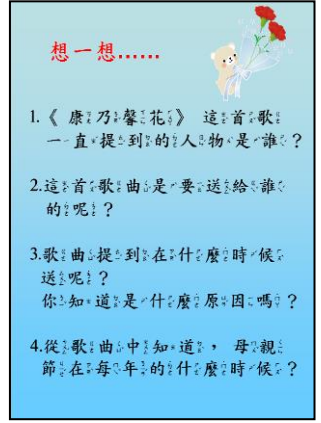 想一想......
1.《 康乃馨花》 這首歌
一直提到的人物是誰？
2.這首歌曲是要送給誰
的呢？
3.歌曲提到在什麼時候
送呢？
你知道是什麼原因嗎？
4.從歌曲中知道， 母親
節在每年的什麼時候？